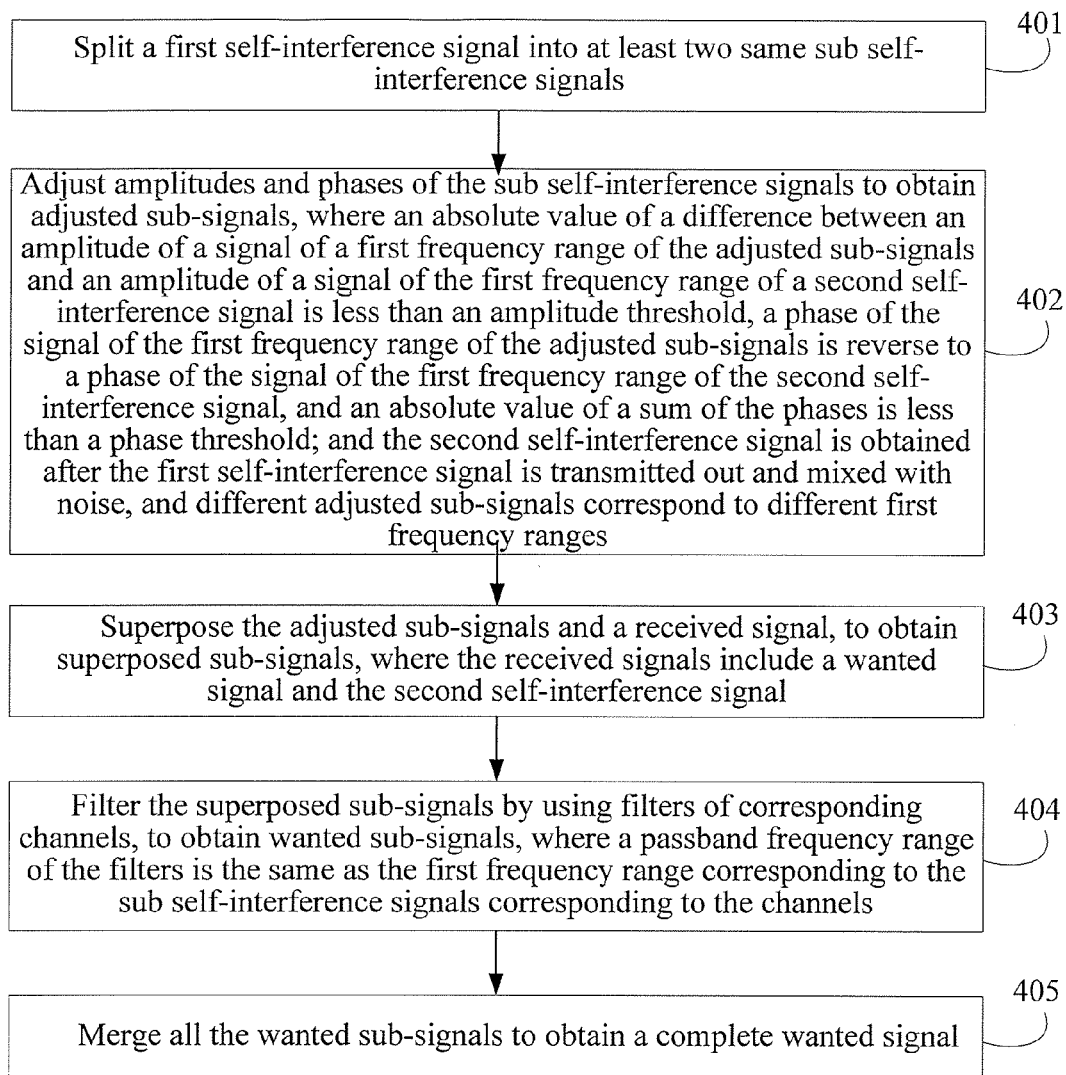 401
Split a first self-interference signal into at least two same sub self-
interference signals
Adjust amplitudes and phases of the sub self-interference signals to obtain
adjusted sub-signals, where an absolute value of a difference between an
amplitude of a signal of a first frequency range of the adjusted sub-signals
and an amplitude of a signal of the first frequency range of a second self-
interference signal is less than an amplitude threshold, a phase of the
signal of the first frequency range of the adjusted sub-signals is reverse to
a phase of the signal of the first frequency range of the second self-
interference signal, and an absolute value of a sum of the phases is less
than a phase threshold; and the second self-interference signal is obtained
after the first self-interference signal is transmitted out and mixed with
noise, and different adjusted sub-signals correspond to different first
frequency ranges
402
403
Superpose the adjusted sub-signals and a received signal, to obtain
superposed sub-signals, where the received signals include a wanted
signal and the second self-interference signal
404
Filter the superposed sub-signals by using filters of corresponding
channels, to obtain wanted sub-signals, where a passband frequency range
of the filters is the same as the first frequency range corresponding to the
sub self-interference signals corresponding to the channels
405
Merge all the wanted sub-signals to obtain a complete wanted signal